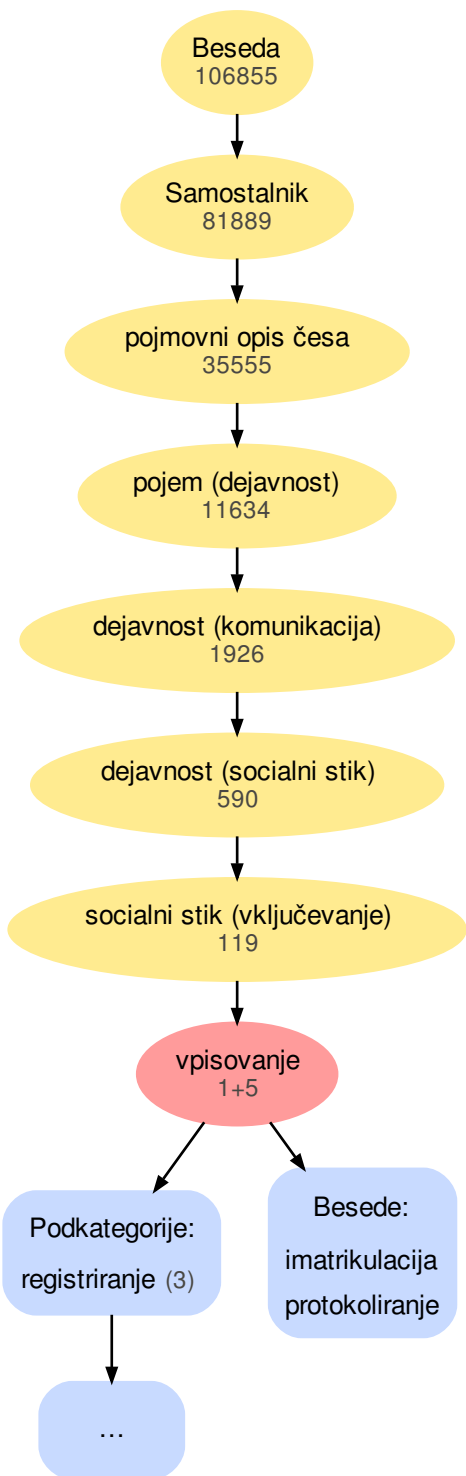 Beseda
106855
Samostalnik
81889
pojmovni opis česa
35555
pojem (dejavnost)
11634
dejavnost (komunikacija)
1926
dejavnost (socialni stik)
590
socialni stik (vključevanje)
119
vpisovanje
1+5
Podkategorije:
registriranje (3)
Besede:
imatrikulacija
protokoliranje
...